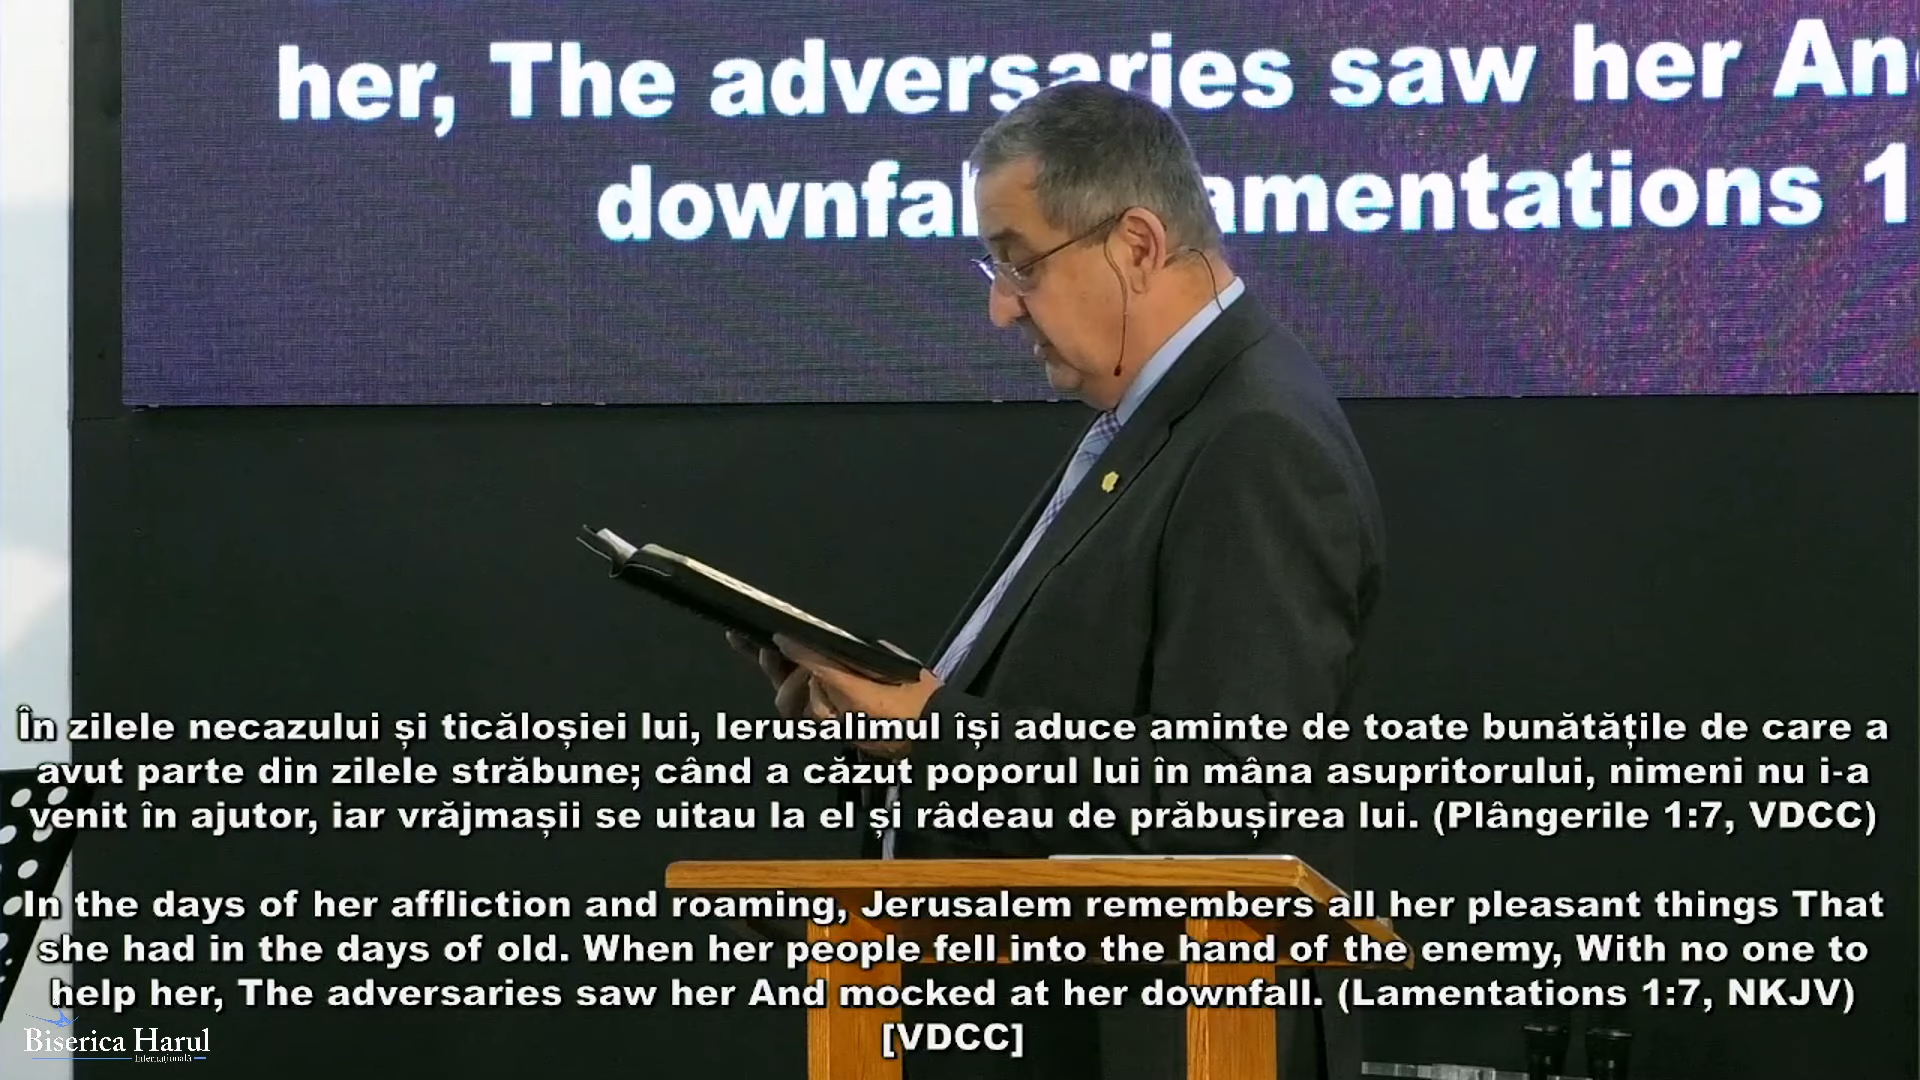 her, The adversaries saw her An
downfal amentations 1
În zilele necazului și ticăloșiei lui, Ierusalimul își aduce aminte de toate bunătățile de care a
avut parte din zilele străbune; când a căzut poporul lui în mâna asupritorului, nimeni nu i-a
venit în ajutor, iar vrăjmașii se uitau la el și râdeau de prăbușirea lui. (Plângerile 1:7, VDCC)
In the days of her affliction and roaming, Jerusalem remembers all her pleasant things That
she had in the days of old. When her people fell into the hand of the enemy, With no one to
help her, The adversaries saw her And mocked at her downfall. (Lamentations 1:7, NKJV)
[VDCC]
Biserica Harul
Internațională